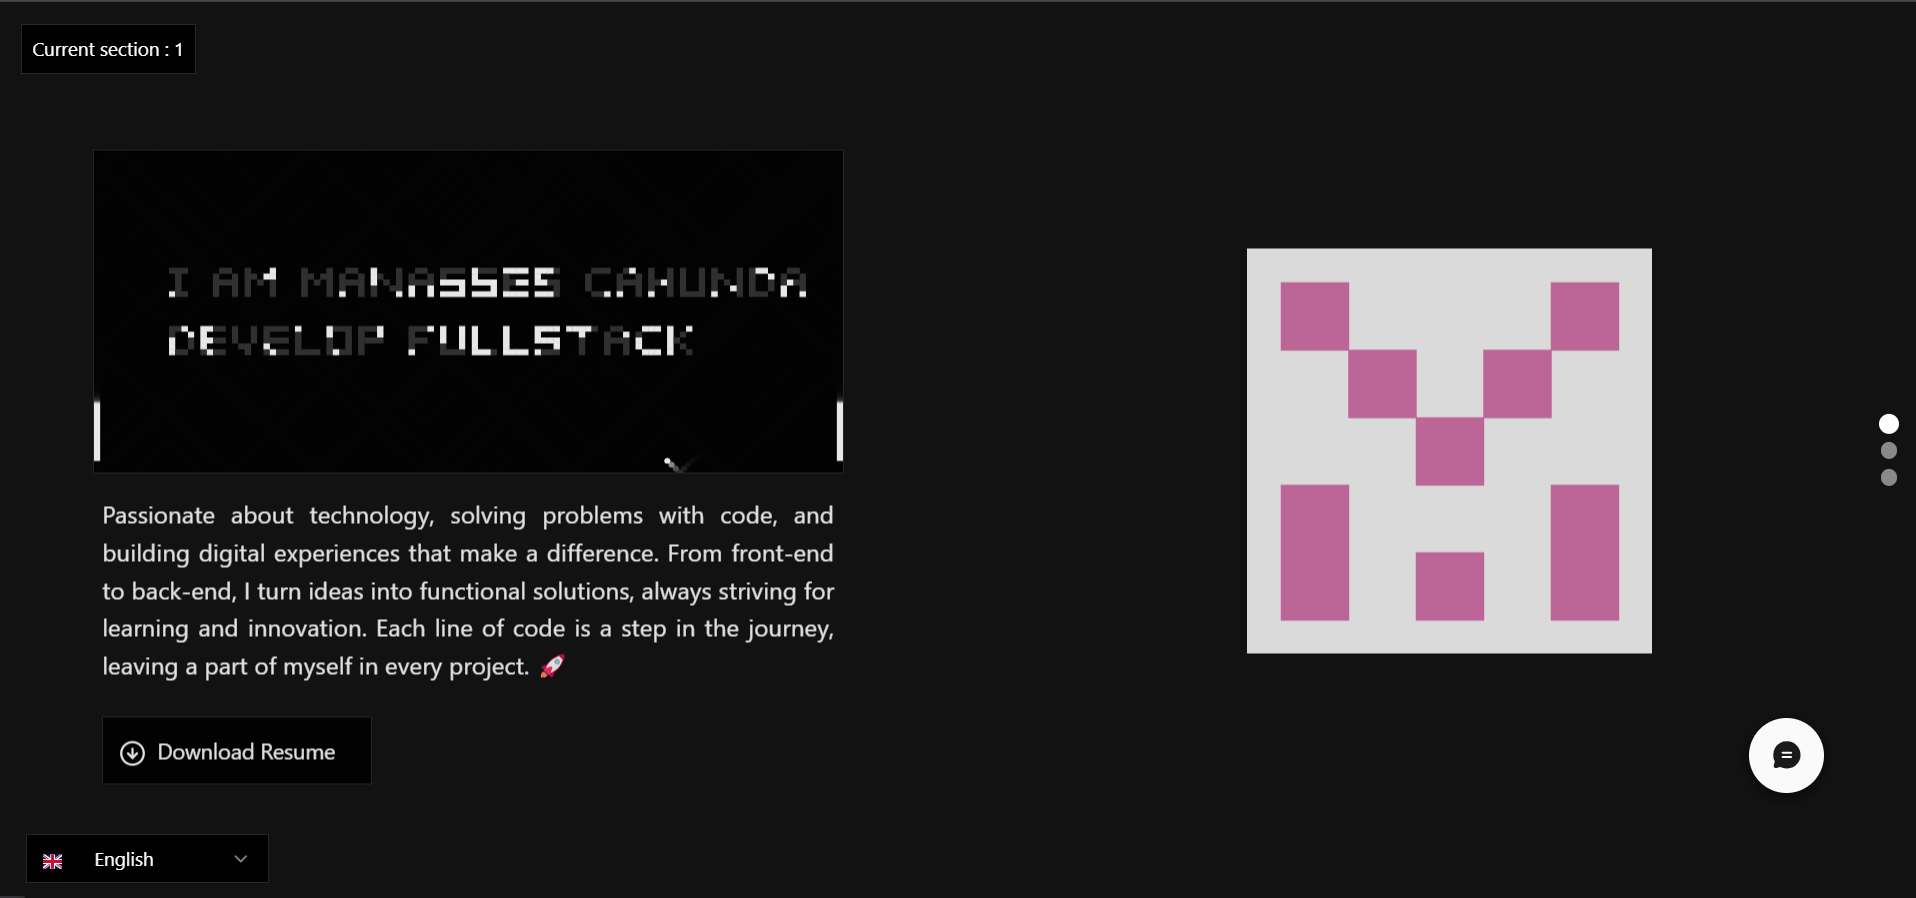 Current section : 1
I AM MANASSES CAHUNDA
DEVELOP FULLSTACK
Passionate about technology, solving problems with code, and
building digital experiences that make a difference. From front-end
to back-end, I turn ideas into functional solutions, always striving for
learning and innovation. Each line of code is a step in the journey,
leaving a part of myself in every project. 🚀
Download Resume
English